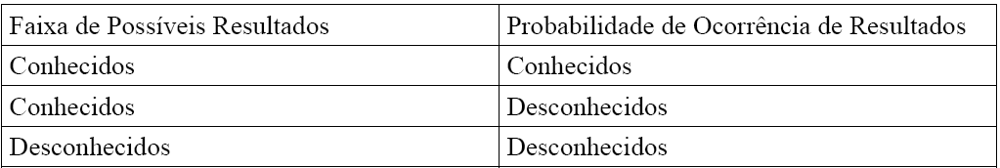 Faixa de Possíveis Resultados Probabilidade de Ocorrência de Resultados
Conhecidos Conhecidos
Conhecidos Desconhecidos
Desconhecidos Desconhecidos